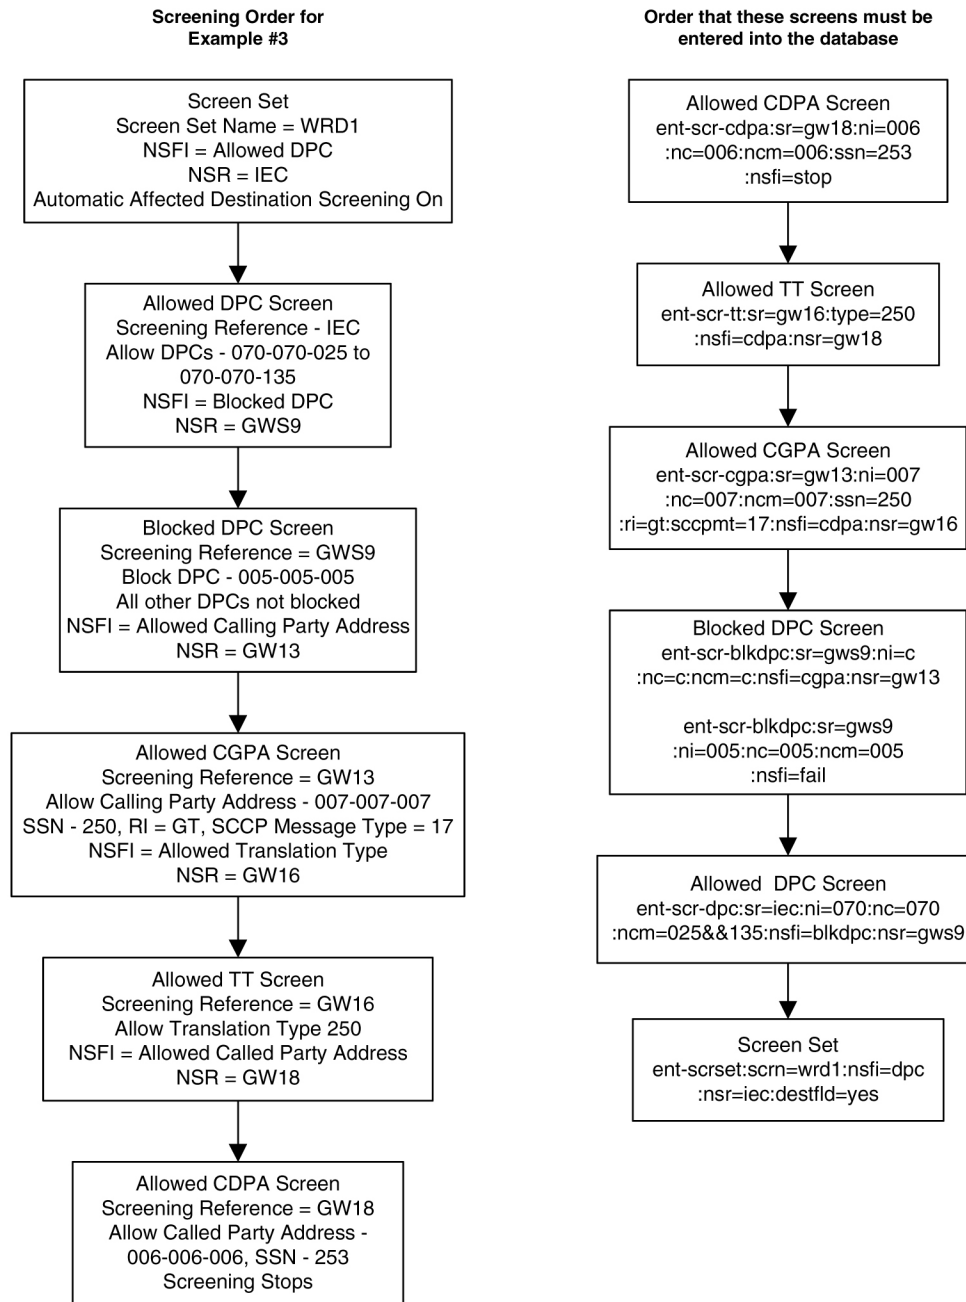 Screening Order for
Example #3
Screen Set
Screen Set Name = WRD1
NSFI = Allowed DPC
NSR = IEC
Automatic Affected Destination Screening On
Allowed DPC Screen
Screening Reference - IEC
Allow DPCs - 070-070-025 to
070-070-135
NSFI = Blocked DPC
NSR = GWS9
Blocked DPC Screen
Screening Reference = GWS9
Block DPC - 005-005-005
All other DPCs not blocked
NSFI = Allowed Calling Party Address
NSR = GW13
Allowed CGPA Screen
Screening Reference = GW13
Allow Calling Party Address - 007-007-007
SSN - 250, RI = GT, SCCP Message Type = 17
NSFI = Allowed Translation Type
NSR = GW16
Allowed TT Screen
Screening Reference = GW16
Allow Translation Type 250
NSFI = Allowed Called Party Address
NSR = GW18
Allowed CDPA Screen
Screening Reference = GW18
Allow Called Party Address -
006-006-006, SSN - 253
Screening Stops
Order that these screens must be
entered into the database
Allowed CDPA Screen
ent-scr-cdpa:sr=gw18:ni=006
:nc=006:ncm=006:ssn=253
:nsfi=stop
Allowed TT Screen
ent-scr-tt:sr=gw16:type=250
:nsfi=cdpa:nsr=gw18
Allowed CGPA Screen
ent-scr-cgpa:sr=gw13:ni=007
:nc=007:ncm=007:ssn=250
:ri=gt:sccpmt=17:nsfi=cdpa:nsr=gw16
Blocked DPC Screen
ent-scr-blkdpc:sr=gws9:ni=c
:nc=c:ncm=c:nsfi=cgpa:nsr=gw13
ent-scr-blkdpc:sr=gws9
:ni=005:nc=005:ncm=005
:nsfi=fail
Allowed DPC Screen
ent-scr-dpc:sr=iec:ni=070:nc=070
:ncm=025&&135:nsfi=blkdpc:nsr=gws9
Screen Set
ent-scrset:scrn=wrd1:nsfi=dpc
:nsr=iec:destfld=yes